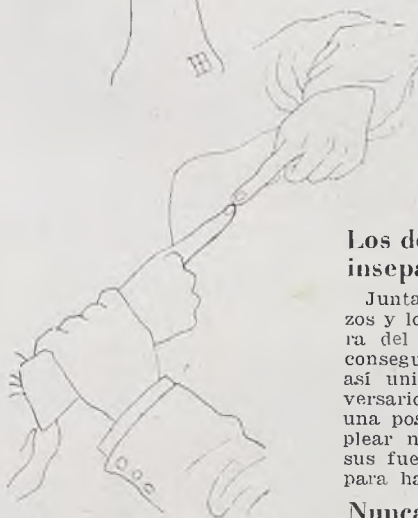 Los de
insepa
Junta
zos y lo
ra del
consegu
así uni
versario
una pos
plear n
sus fue
para ha
Nunca